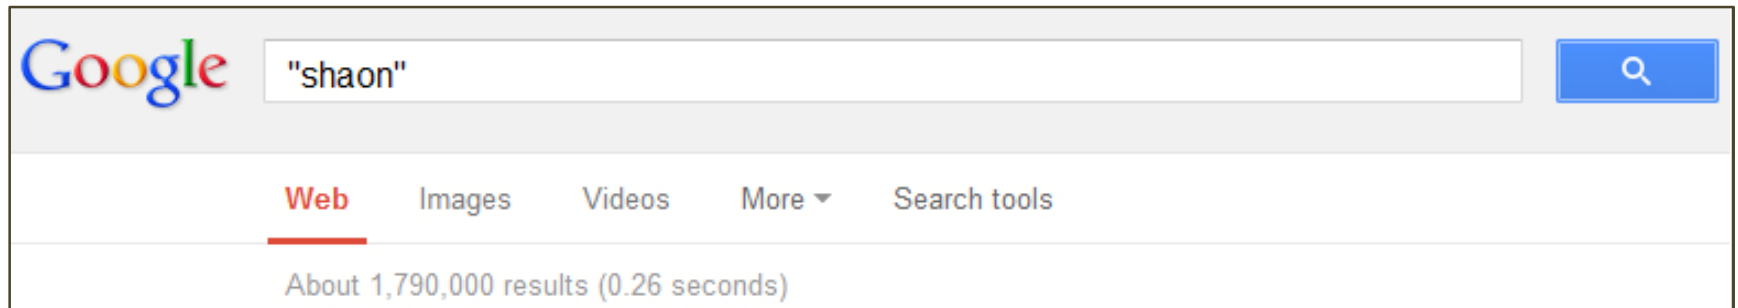 Google "shaon"
Web Images Videos More Search tools
About 1,790,000 results (0.26 seconds)